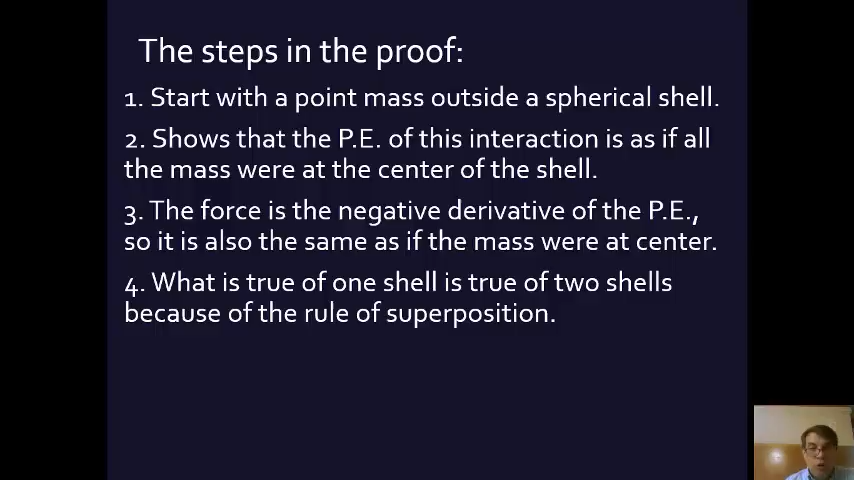 The steps in the proof:
1. Start with a point mass outside a spherical shell.
2. Shows that the P.E. of this interaction is as if all
the mass were at the center of the shell.
3. The force is the negative derivative of the P.E.,
so it is also the same as if the mass were at center.
4. What is true of one shell is true of two shells
because of the rule of superposition.